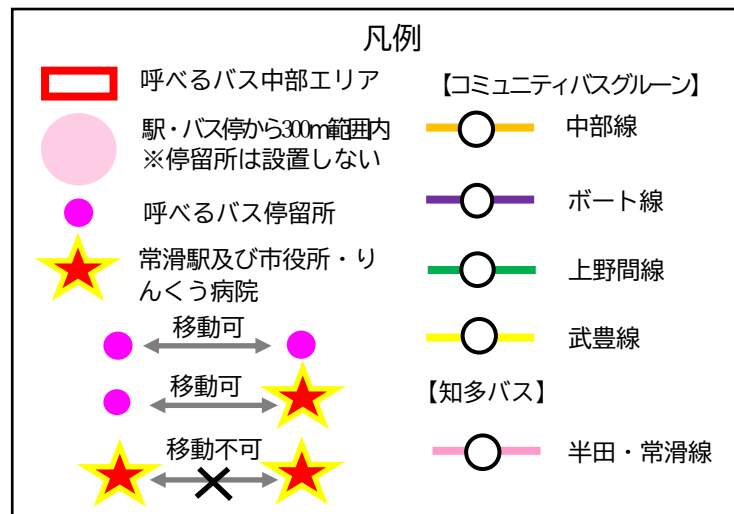 凡例
呼べるバス中部エリア
駅・バス停から300m範囲内
※停留所は設置しない
呼べるバス停留所
常滑駅及び市役所・り
んくう病院
移動可
移動可
移動不可
【コミュニティバスグルーン】
中部線
ボート線
上野間線
武豊線
【知多バス】
半田・常滑線